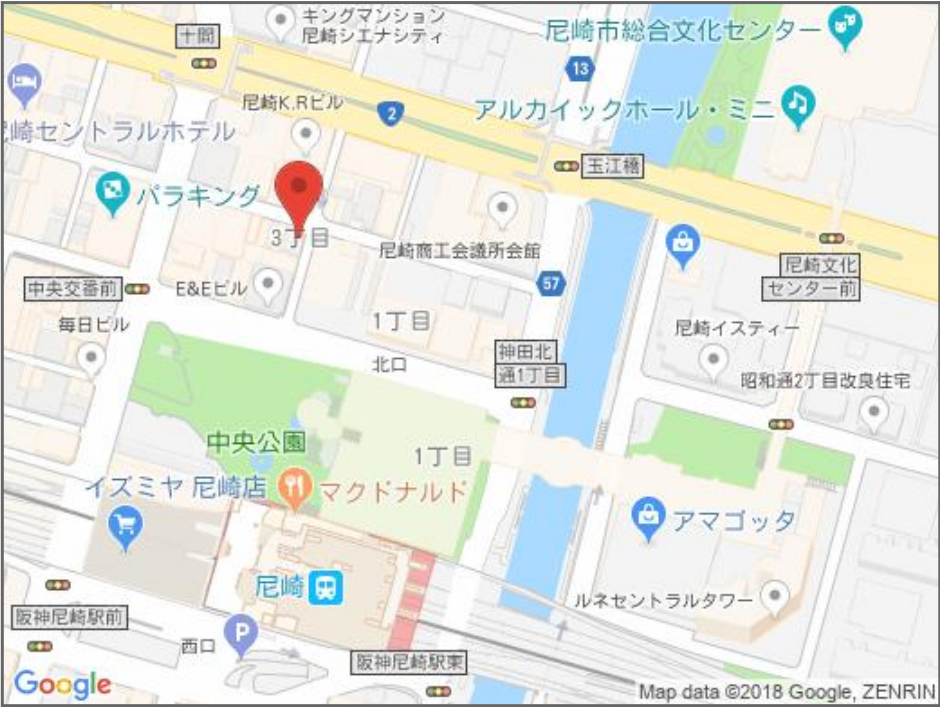 キングマンション
尼崎シエナシティ
十間
尼崎市総合文化センター
13
尼崎K.Rビル
2
アルカイックホール・ミニ
崎セントラルホテル
玉江橋
パラキング
3丁目
尼崎商工会議所会館
尼崎文化
センター前
中央交番前
E&Eビル
57
毎日ビル
1丁目
尼崎イスティー
神田北
通1丁目
北口
昭和通2丁目改良住宅
中央公園
1丁目
イズミヤ 尼崎店
マクドナルド
アマゴッタ
尼崎
ルネセントラルタワー
阪神尼崎駅前
P
西口
阪神尼崎駅東
Google
Map data ©2018 Google, ZENRIN